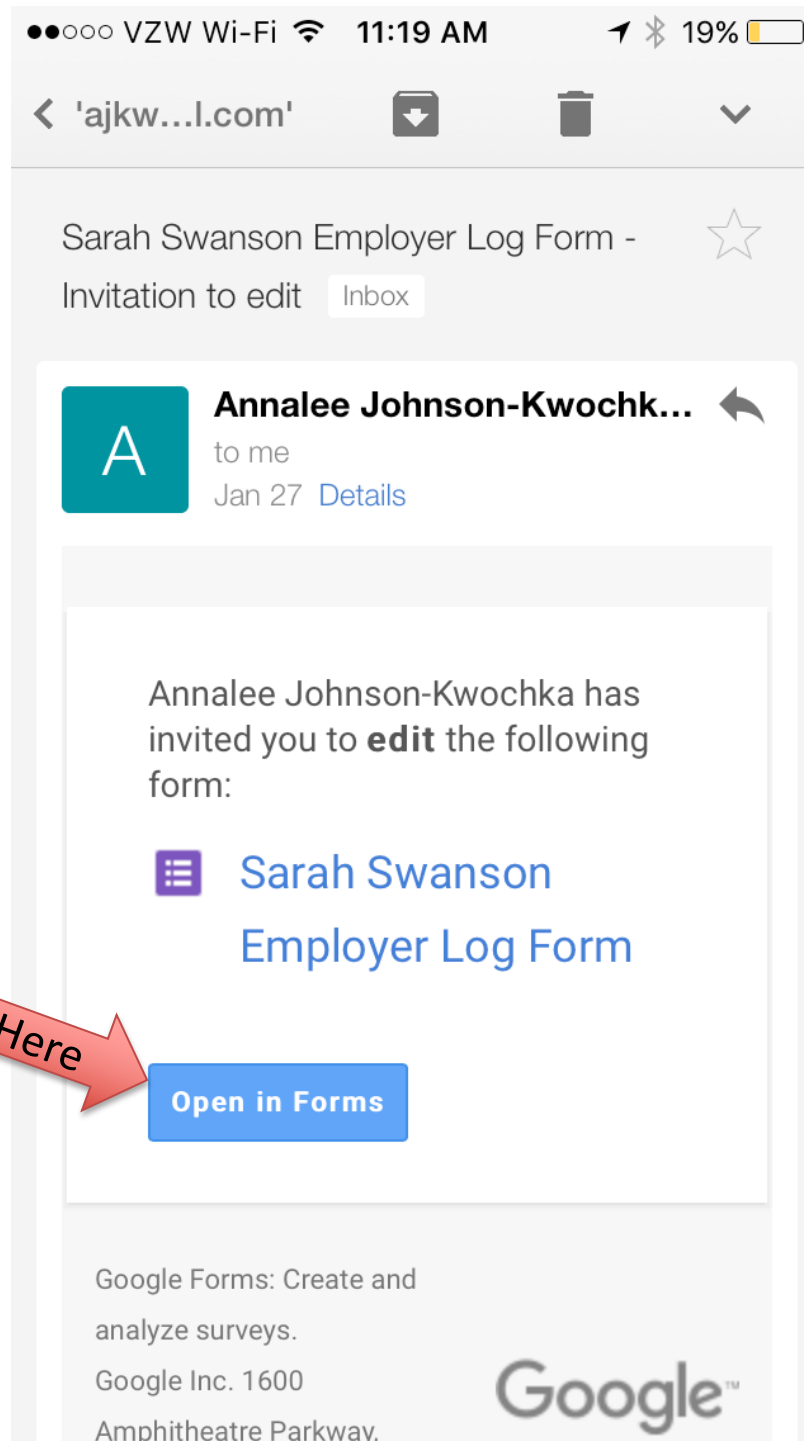 VZW Wi-Fi 11:19 AM 19%
'ajkw...l.com'
Sarah Swanson Employer Log Form -
Invitation to edit Inbox
A
Annalee Johnson-Kwochk...
to me
Jan 27 Details
Annalee Johnson-Kwochka has
invited you to edit the following
form:
Sarah Swanson
Employer Log Form
Here
Open in Forms
Google Forms: Create and
analyze surveys.
Google Inc. 1600
Amphitheatre Parkway,
Google™